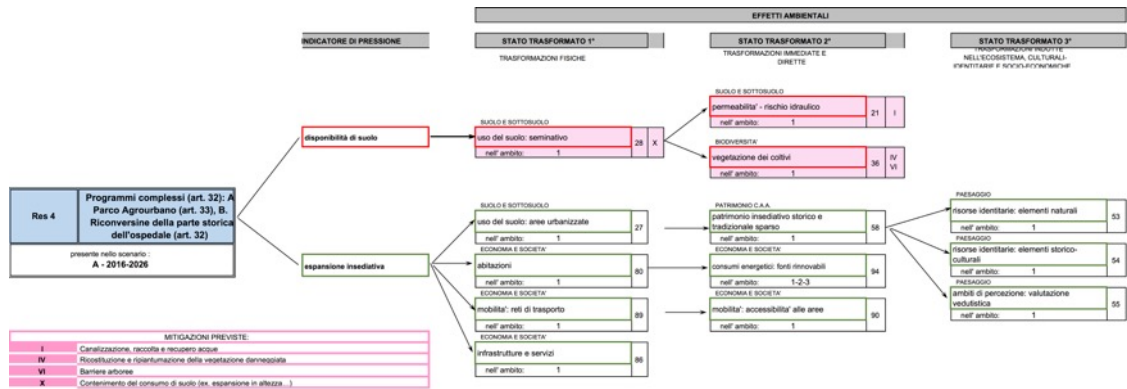 EFFETTI AMBIENTALI
INDICATORE DI PRESSIONE
STATO TRASFORMATO 1°
STATO TRASFORMATO 2°
STATO TRASFORMATO 3°
TRASFORMAZIONI FISICHE
TRASFORMAZIONI IMMEDIATE E
DIRETTE
TRASFORMAZIONI INDOTTE
NELL'ECOSISTEMA, CULTURALI-
IDENTITARIE E SOCIO-ECONOMICHE
disponibilità di suolo
SUOLO E SOTTOSUOLO
uso del suolo: seminativo
28 X
nell' ambito: 1
SUOLO E SOTTOSUOLO
permeabilita' - rischio idraulico
21 I
nell' ambito: 1
BIODIVERSITA'
vegetazione dei coltivi
36 IV
VI
nell' ambito: 1
Res 4
Programmi complessi (art. 32): A
Parco Agrourbano (art. 33), B.
Riconversine della parte storica
dell'ospedale (art. 32)
presente nello scenario :
A - 2016-2026
espansione insediativa
SUOLO E SOTTOSUOLO
uso del suolo: aree urbanizzate
27
nell' ambito: 1
ECONOMIA E SOCIETA'
abitazioni
80
nell' ambito: 1
ECONOMIA E SOCIETA'
mobilita': reti di trasporto
89
nell' ambito: 1
ECONOMIA E SOCIETA'
infrastrutture e servizi
86
nell' ambito: 1
PATRIMONIO C.A.A.
patrimonio insediativo storico e
tradizionale sparso
58
nell' ambito: 1
ECONOMIA E SOCIETA'
consumi energetici: fonti rinnovabili
94
nell' ambito: 1-2-3
ECONOMIA E SOCIETA'
mobilita': accessibilita' alle aree
90
nell' ambito: 1
PAESAGGIO
risorse identitarie: elementi naturali
53
nell' ambito: 1
PAESAGGIO
risorse identitarie: elementi storico-
culturali
54
nell' ambito: 1
PAESAGGIO
ambiti di percezione: valutazione
vedutistica
55
nell' ambito: 1
MITIGAZIONI PREVISTE:
I Canalizzazione, raccolta e recupero acque
IV Ricostituzione e ripiantumazione della vegetazione danneggiata
VI Barriere arboree
X Contenimento del consumo di suolo (ex. espansione in altezza…)